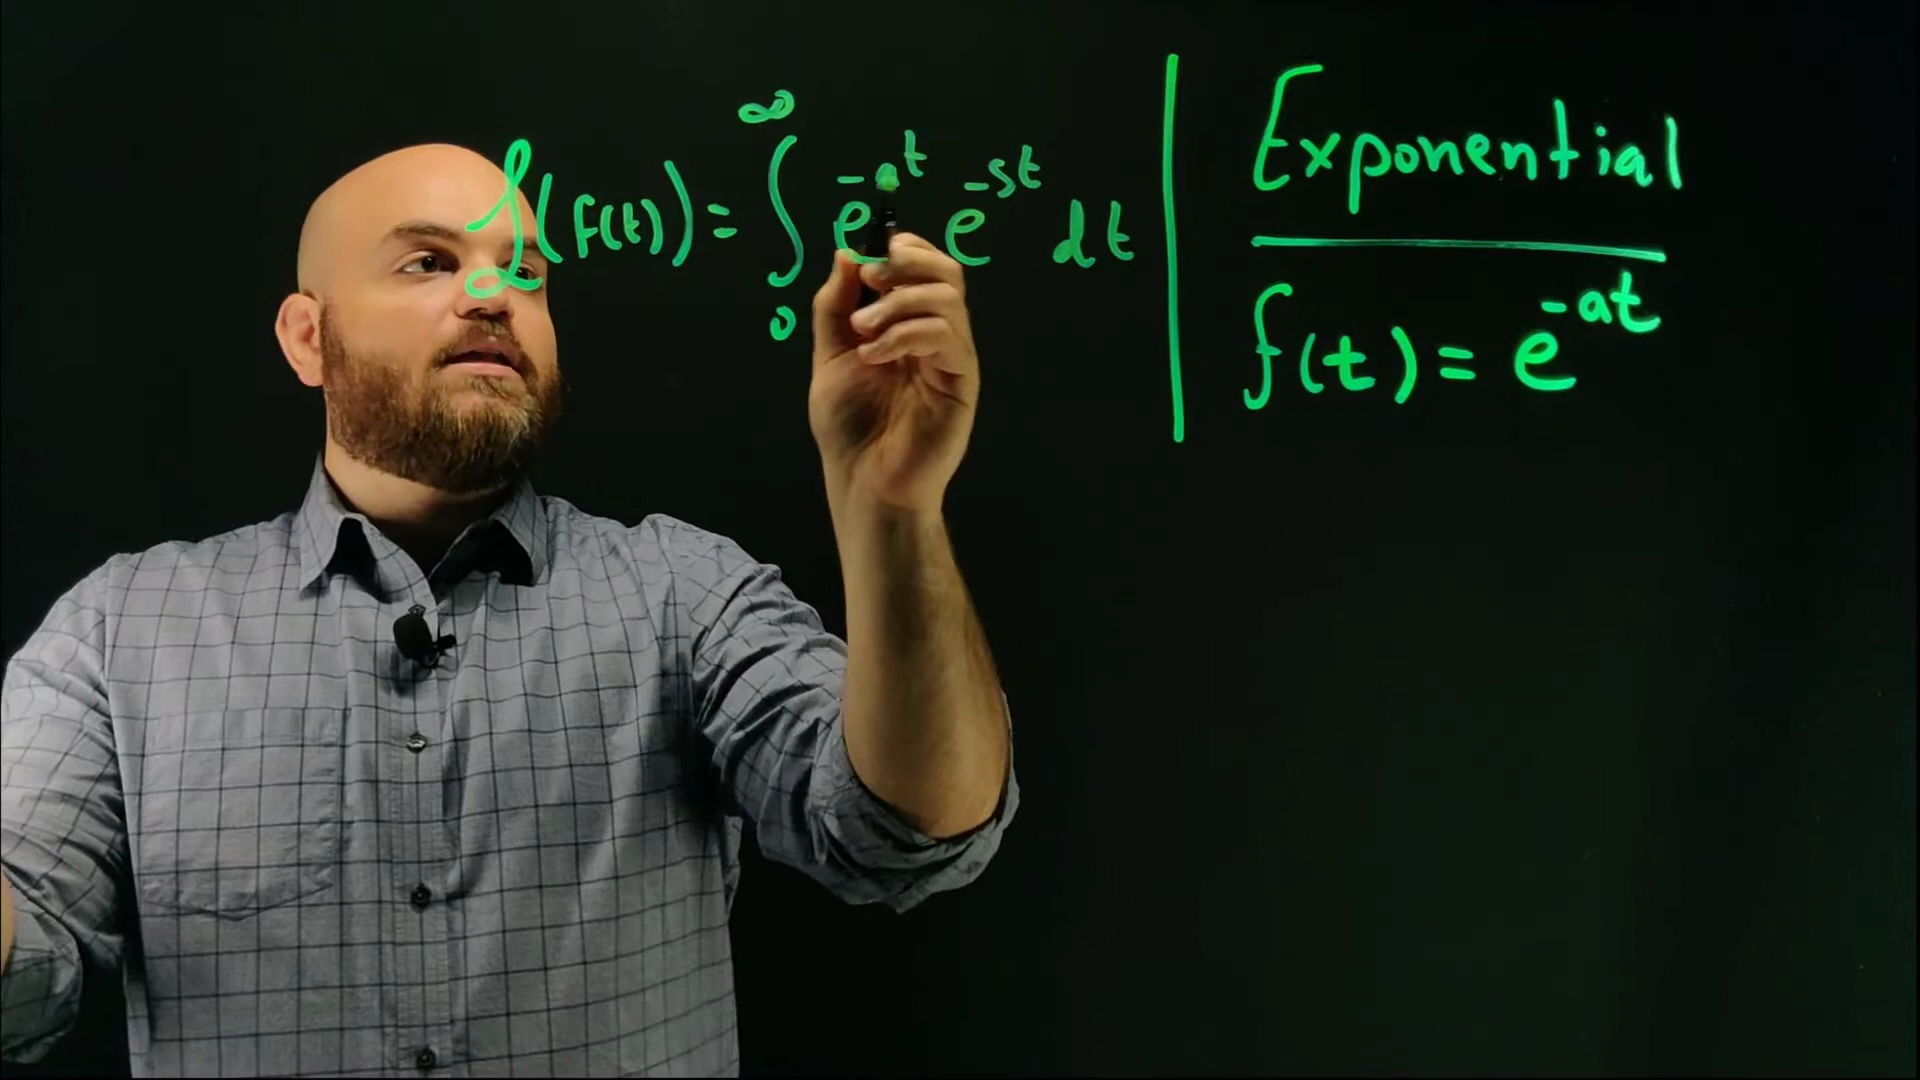 ℒ(f(t)) = ∫₀^∞ e^{-at} e^{-st} dt
Exponential
f(t) = e^{-at}